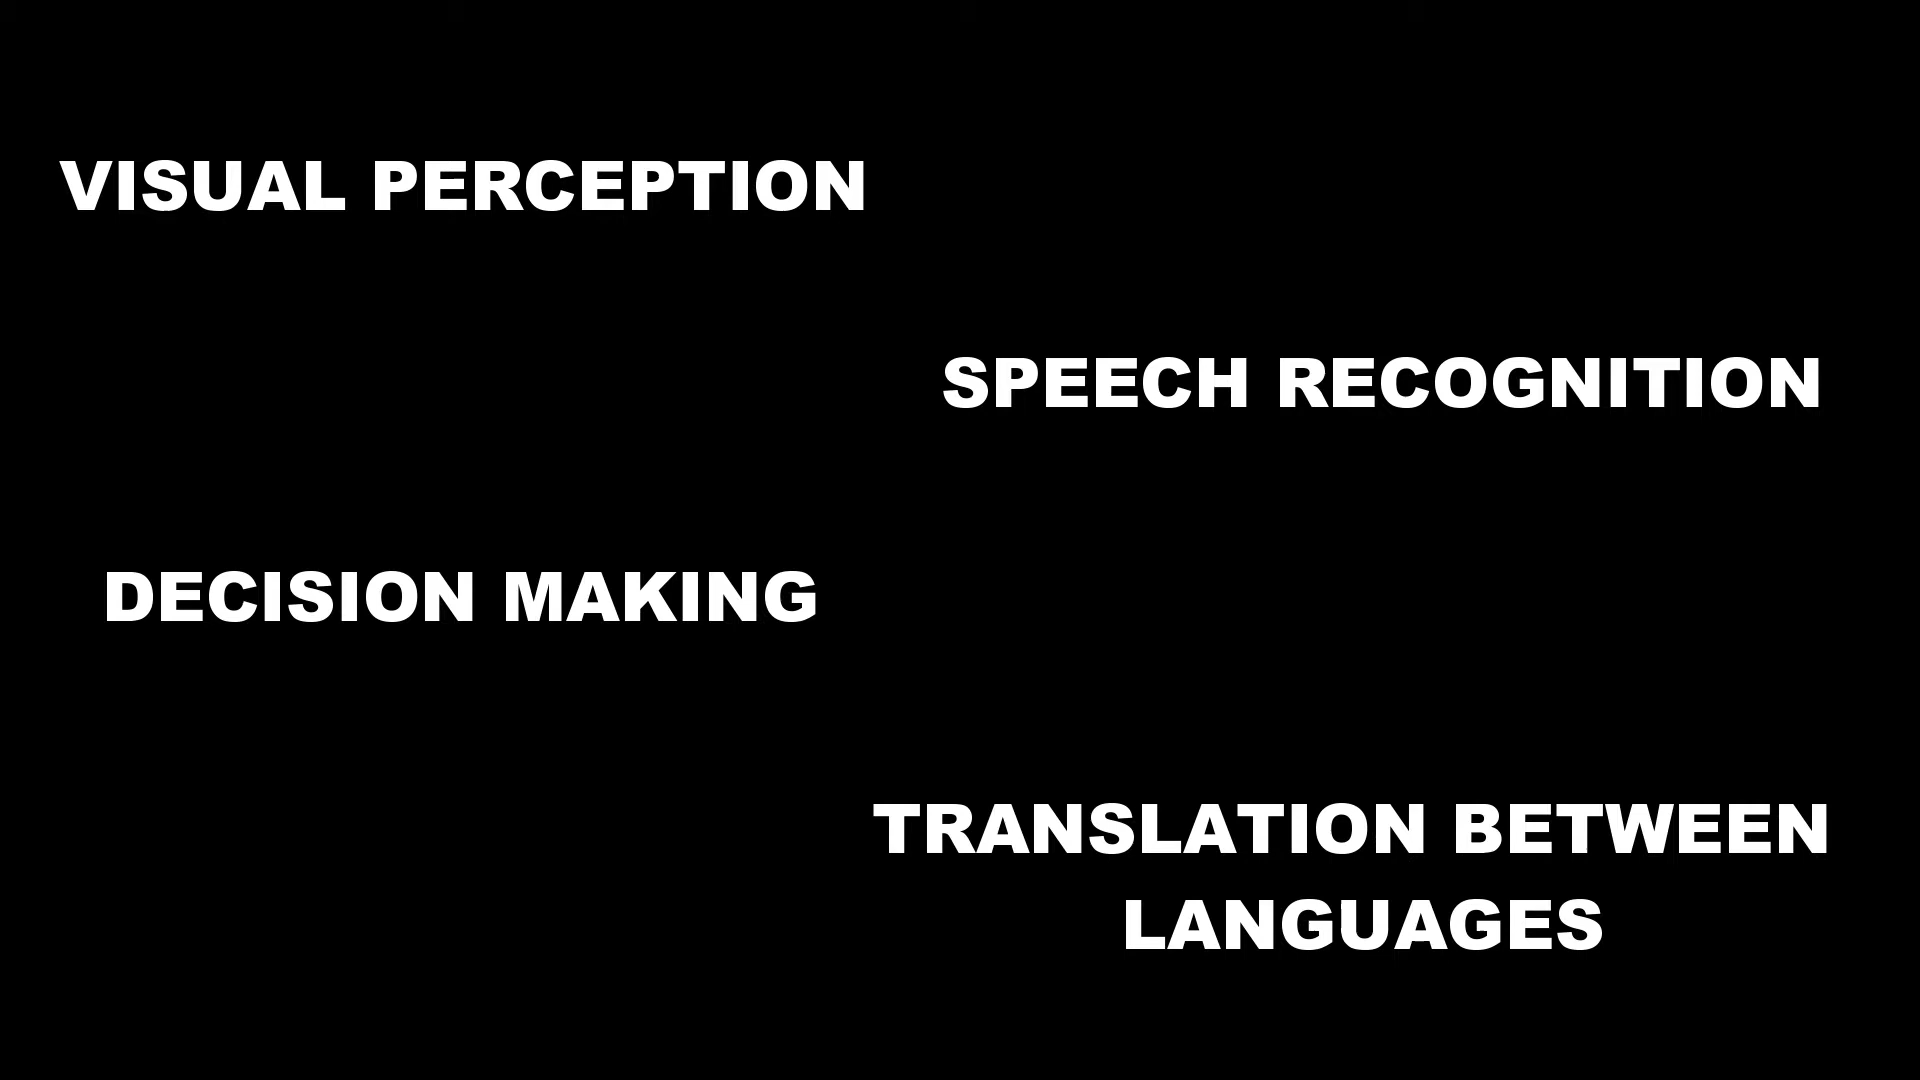 VISUAL PERCEPTION
SPEECH RECOGNITION
DECISION MAKING
TRANSLATION BETWEEN
LANGUAGES